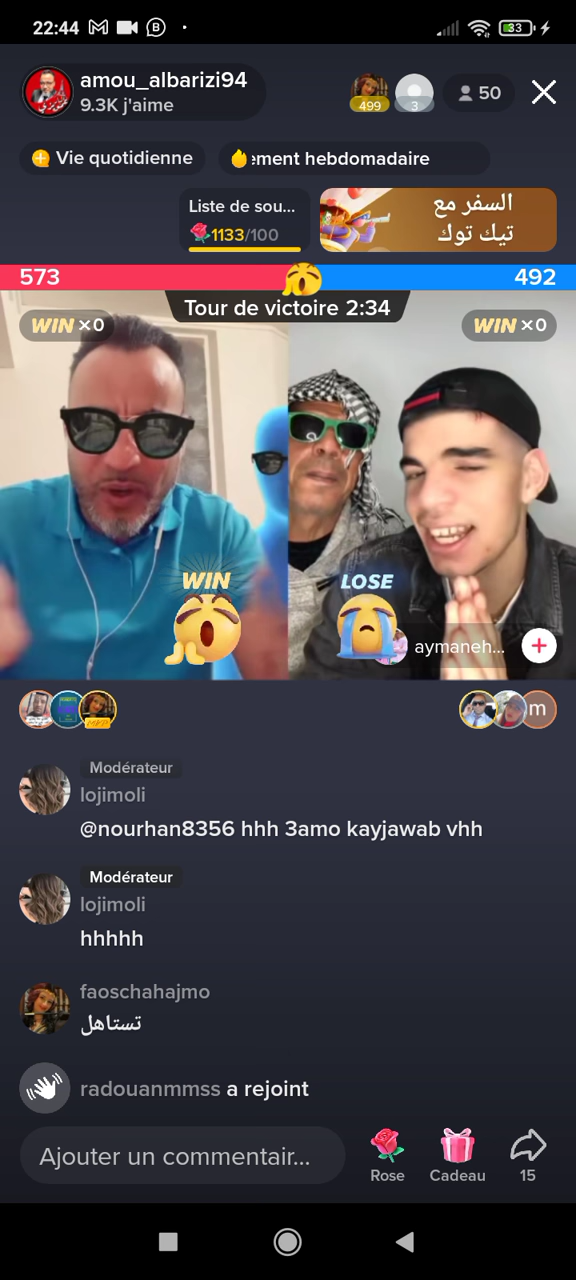 22:44
33
amou_albarizi94
9.3K j'aime
499
3
50
Vie quotidienne
ement hebdomadaire
Liste de sou...
1133/100
السفر مع
تيك توك
573
492
Tour de victoire 2:34
WIN ×0
WIN ×0
WIN
LOSE
aymaneh...
MVP
m
Modérateur
lojimoli
@nourhan8356 hhh 3amo kayjawab vhh
Modérateur
lojimoli
hhhhh
faoschahajmo
تستاهل
radouanmmss a rejoint
Ajouter un commentair...
Rose
Cadeau
15